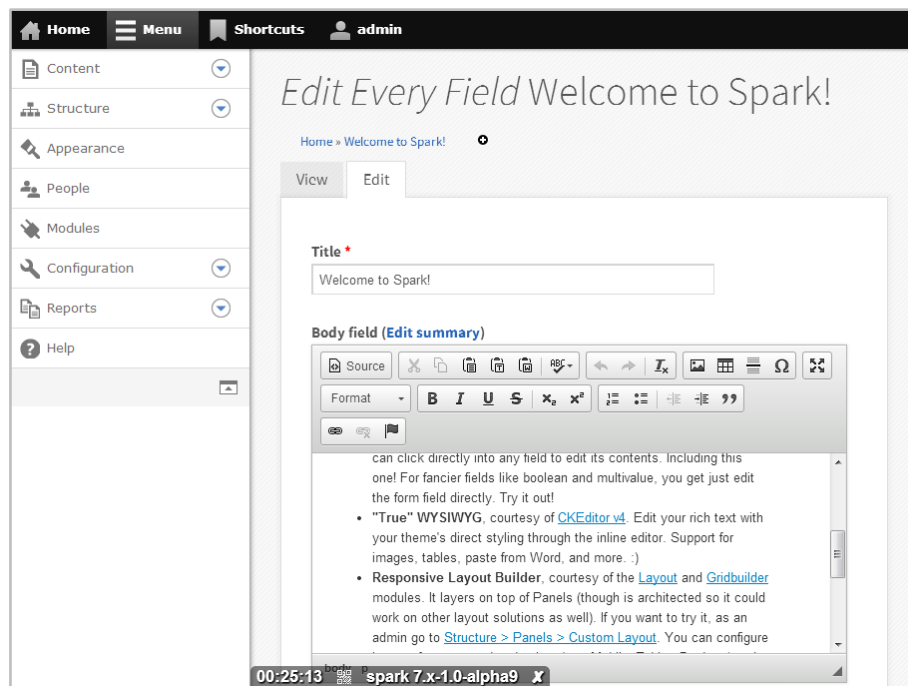 Home Menu Shortcuts admin
Content
Structure
Appearance
People
Modules
Configuration
Reports
Help
Edit Every Field Welcome to Spark!
Home » Welcome to Spark!
View Edit
Title *
Welcome to Spark!
Body field (Edit summary)
Source ABC Ix Ω
Format B I U S x₂ x²
can click directly into any field to edit its contents. Including this
one! For fancier fields like boolean and multivalue, you get just edit
the form field directly. Try it out!
• "True" WYSIWYG, courtesy of CKEditor v4. Edit your rich text with
your theme's direct styling through the inline editor. Support for
images, tables, paste from Word, and more. :)
• Responsive Layout Builder, courtesy of the Layout and Gridbuilder
modules. It layers on top of Panels (though is architected so it could
work on other layout solutions as well). If you want to try it, as an
admin go to Structure > Panels > Custom Layout. You can configure
body p
00:25:13 spark 7.x-1.0-alpha9 x